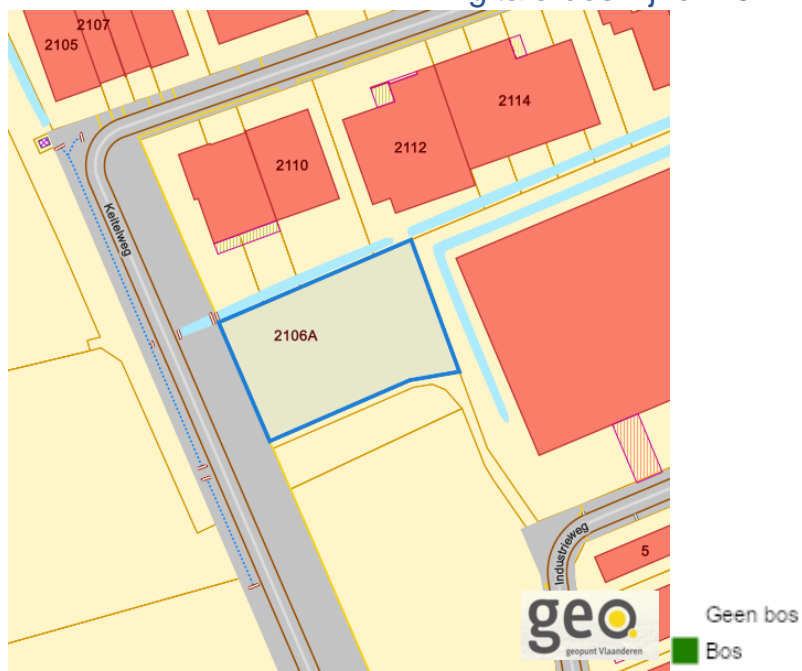 2107
2105
2114
2112
2110
Keitelweg
2106A
Industrieweg
5
geo.
geopunt Vlaanderen
Geen bos
Bos